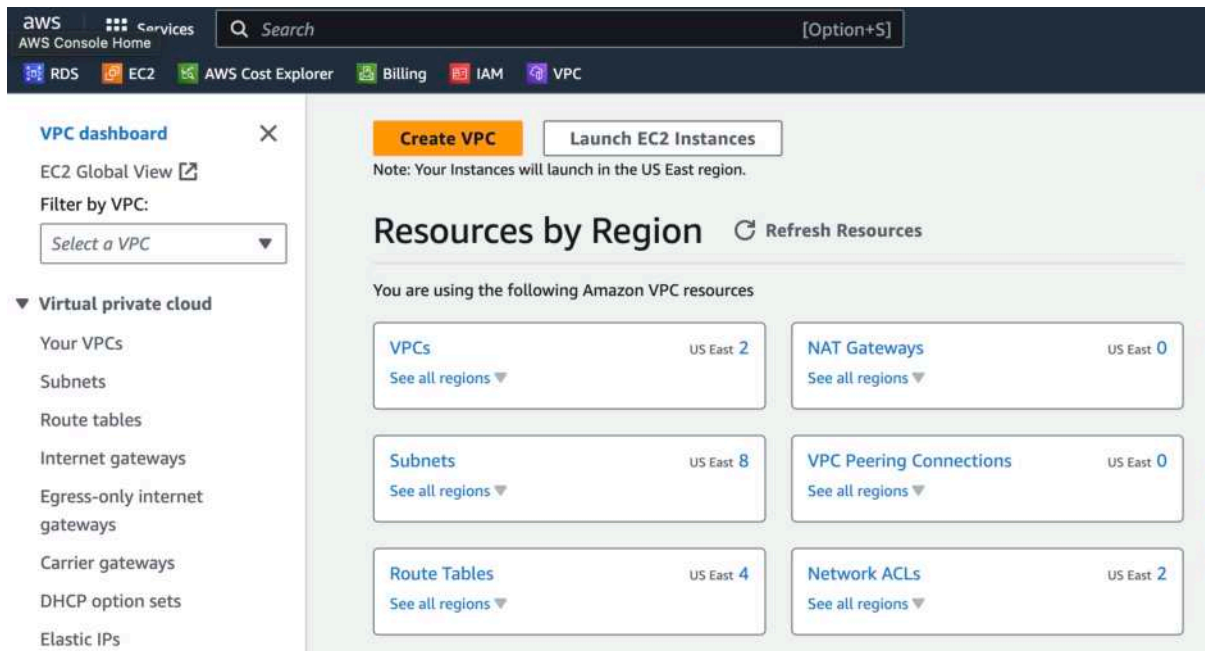 aws Services Search [Option+S]
AWS Console Home
RDS EC2 AWS Cost Explorer Billing IAM VPC
VPC dashboard
EC2 Global View
Filter by VPC:
Select a VPC
Virtual private cloud
Your VPCs
Subnets
Route tables
Internet gateways
Egress-only internet
gateways
Carrier gateways
DHCP option sets
Elastic IPs
Create VPC Launch EC2 Instances
Note: Your Instances will launch in the US East region.
Resources by Region Refresh Resources
You are using the following Amazon VPC resources
VPCs US East 2
See all regions
NAT Gateways US East 0
See all regions
Subnets US East 8
See all regions
VPC Peering Connections US East 0
See all regions
Route Tables US East 4
See all regions
Network ACLs US East 2
See all regions